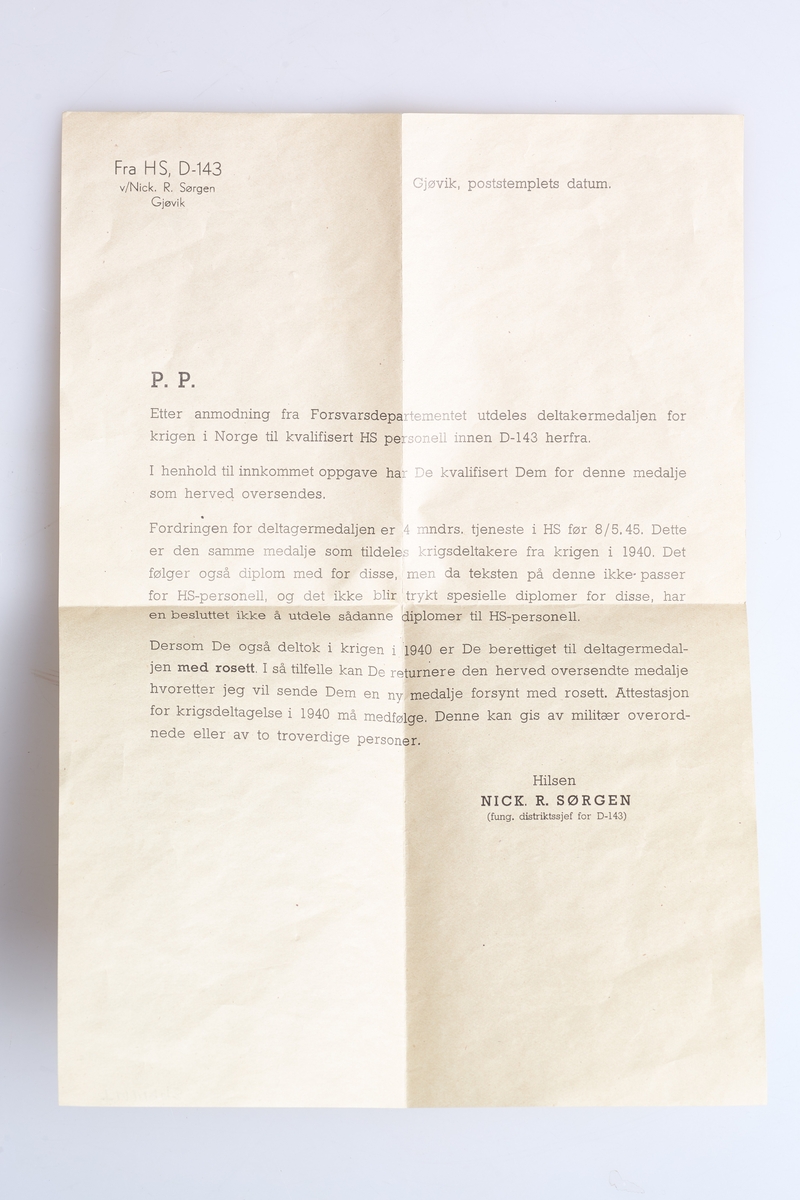 Fra HS, D-143
v/Nick. R. Sørgen
Gjøvik
Gjøvik, poststemplets datum.
P. P.
Etter anmodning fra Forsvarsdepartementet utdeles deltakermedaljen for
krigen i Norge til kvalifisert HS personell innen D-143 herfra.
I henhold til innkommet oppgave har De kvalifisert Dem for denne medalje
som herved oversendes.
Fordringen for deltagermedaljen er 4 mndrs. tjeneste i HS før 8/5.45. Dette
er den samme medalje som tildeles krigsdeltakere fra krigen i 1940. Det
følger også diplom med for disse, men da teksten på denne ikke passer
for HS-personell, og det ikke blir trykt spesielle diplomer for disse, har
en besluttet ikke å utdele sådanne diplomer til HS-personell.
Dersom De også deltok i krigen i 1940 er De berettiget til deltagermedal-
jen med rosett. I så tilfelle kan De returnere den herved oversendte medalje
hvoretter jeg vil sende Dem en ny medalje forsynt med rosett. Attestasjon
for krigsdeltagelse i 1940 må medfølge. Denne kan gis av militær overord-
nede eller av to troverdige personer.
Hilsen
NICK. R. SØRGEN
(fung. distriktssjef for D-143)